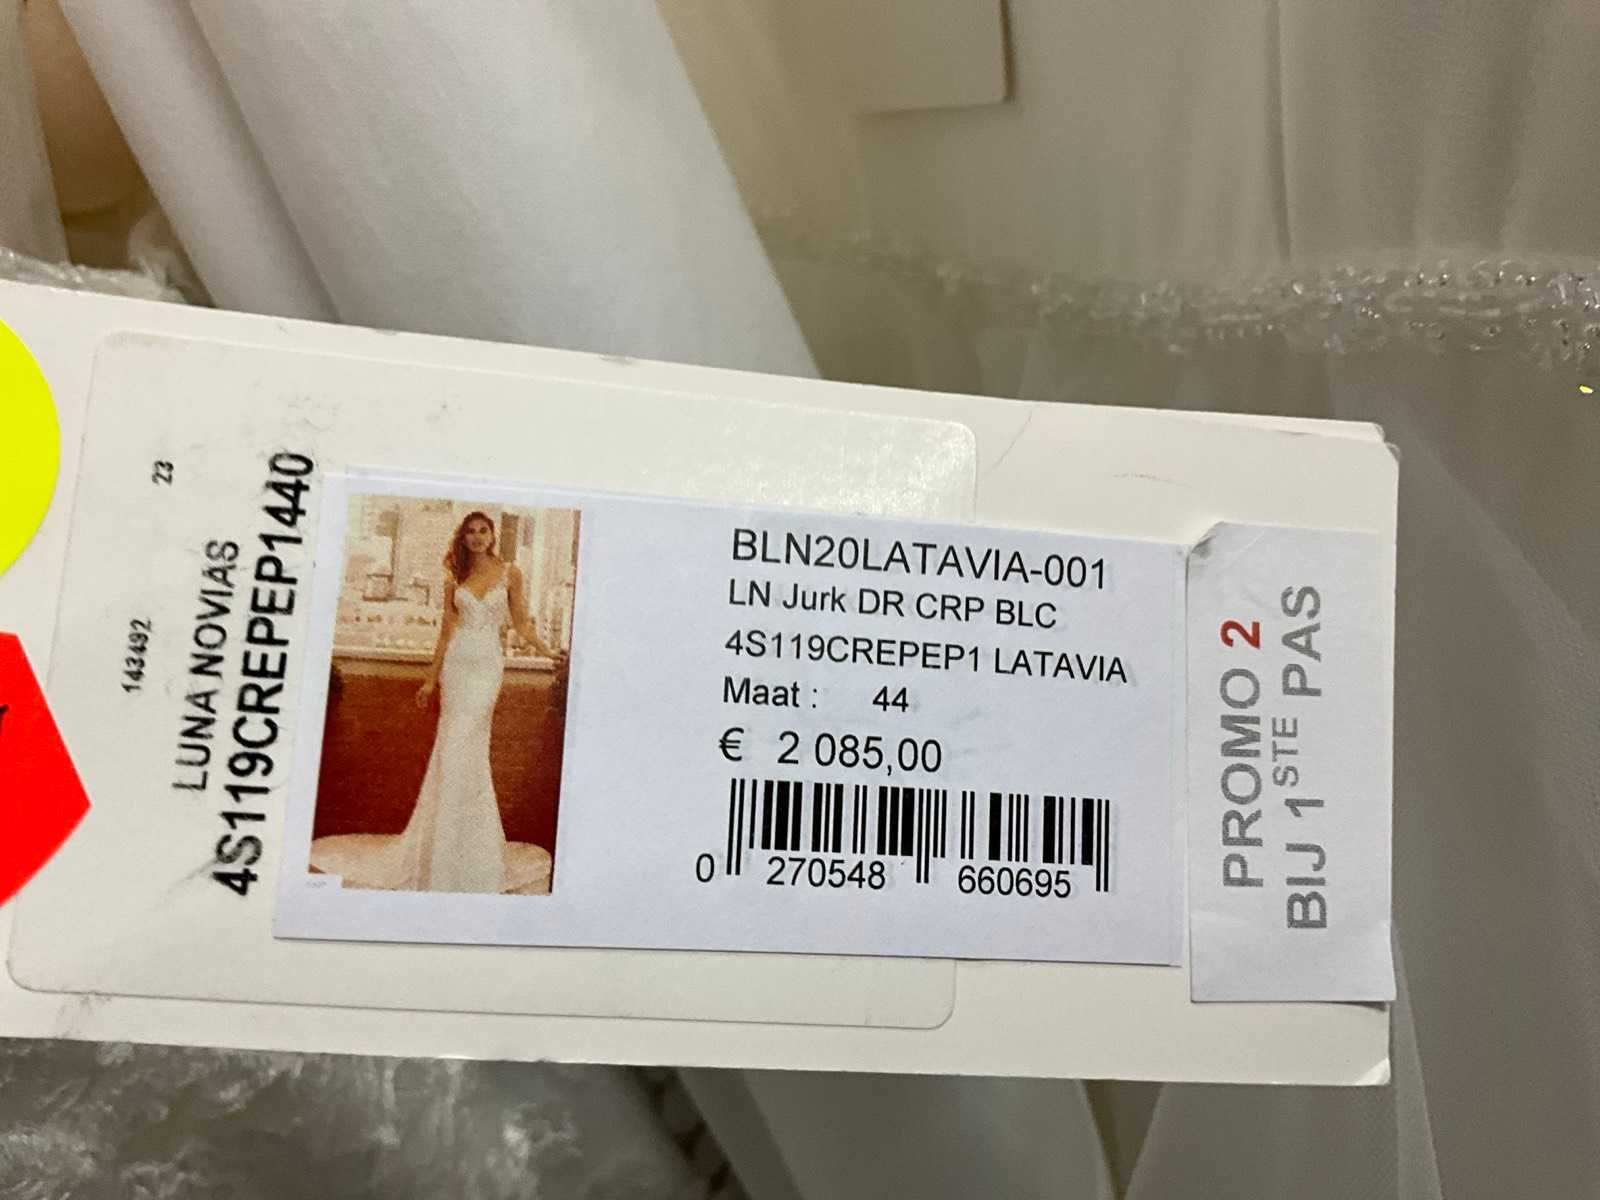 23
143492
LUNA NOVIAS
4S119CREPEP1440
BLN20LATAVIA-001
LN Jurk DR CRP BLC
4S119CREPEP1 LATAVIA
Maat : 44
€ 2 085,00
0 270548 660695
PROMO 2
BIJ 1STE PAS